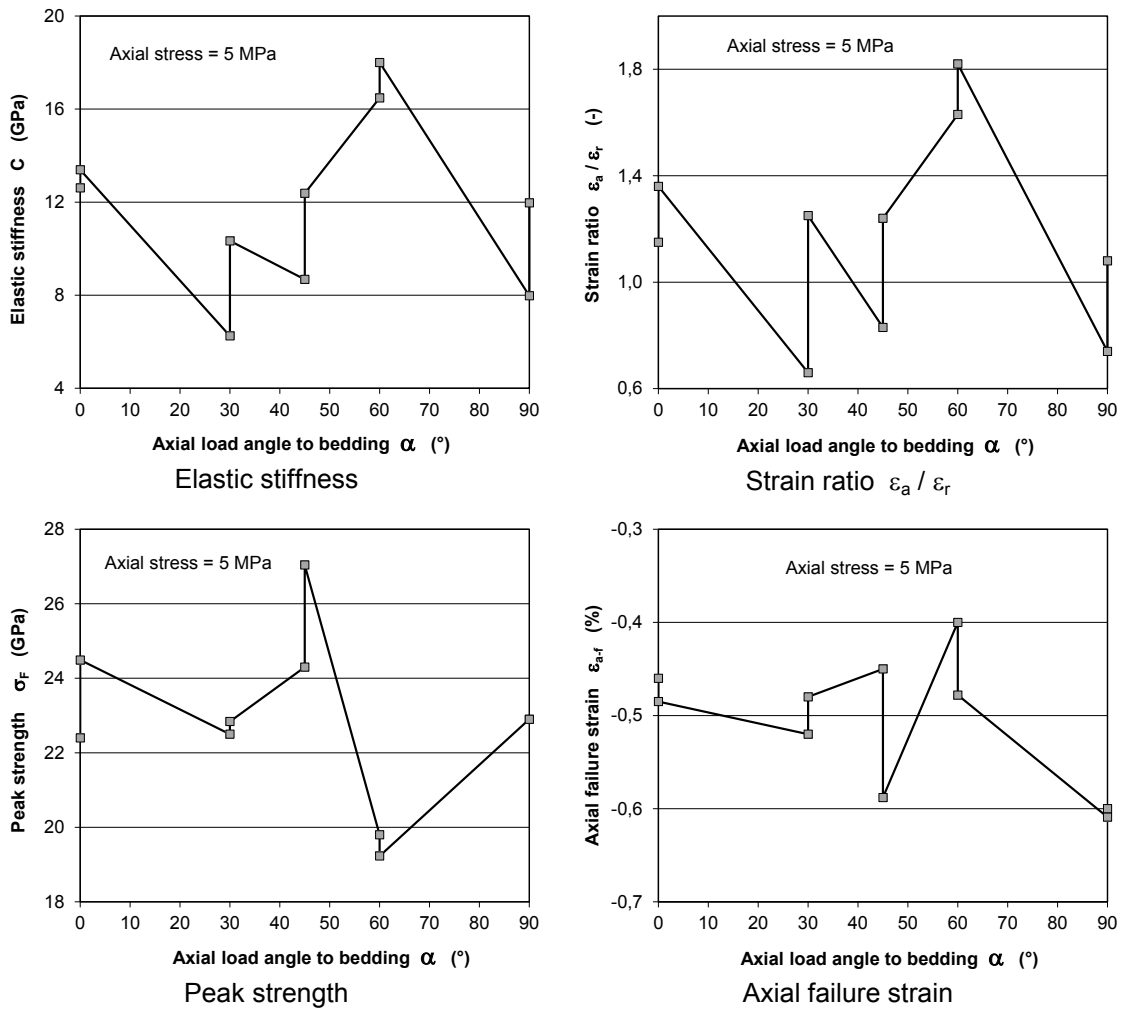 20
16
12
8
4
Elastic stiffness C (GPa)
Axial stress = 5 MPa
0 10 20 30 40 50 60 70 80 90
Axial load angle to bedding α (°)
Elastic stiffness
1,8
1,4
1,0
0,6
Strain ratio εa / εr (-)
Axial stress = 5 MPa
0 10 20 30 40 50 60 70 80 90
Axial load angle to bedding α (°)
Strain ratio εa / εr
28
26
24
22
20
18
Peak strength σF (GPa)
Axial stress = 5 MPa
0 10 20 30 40 50 60 70 80 90
Axial load angle to bedding α (°)
Peak strength
-0,3
-0,4
-0,5
-0,6
-0,7
Axial failure strain εa-f (%)
Axial stress = 5 MPa
0 10 20 30 40 50 60 70 80 90
Axial load angle to bedding α (°)
Axial failure strain